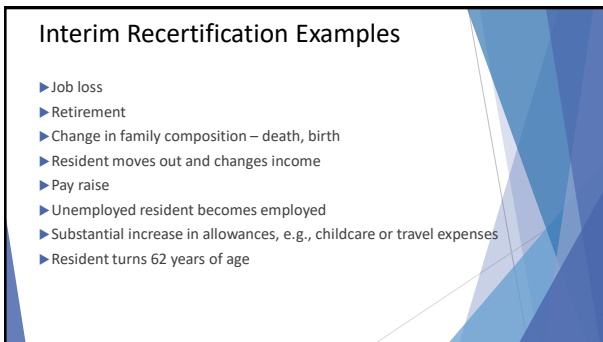 Interim Recertification Examples
Job loss
Retirement
Change in family composition – death, birth
Resident moves out and changes income
Pay raise
Unemployed resident becomes employed
Substantial increase in allowances, e.g., childcare or travel expenses
Resident turns 62 years of age